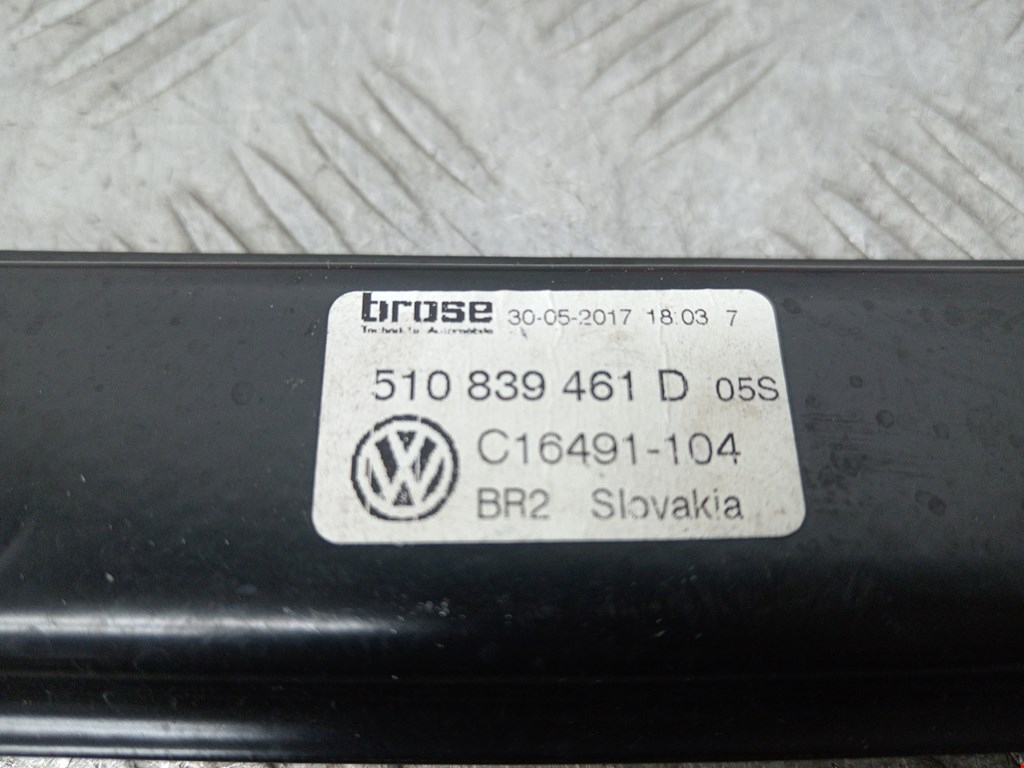 brose 30-05-2017 18:03 7
510 839 461 D 05S
C16491-104
BR2 Slovakia